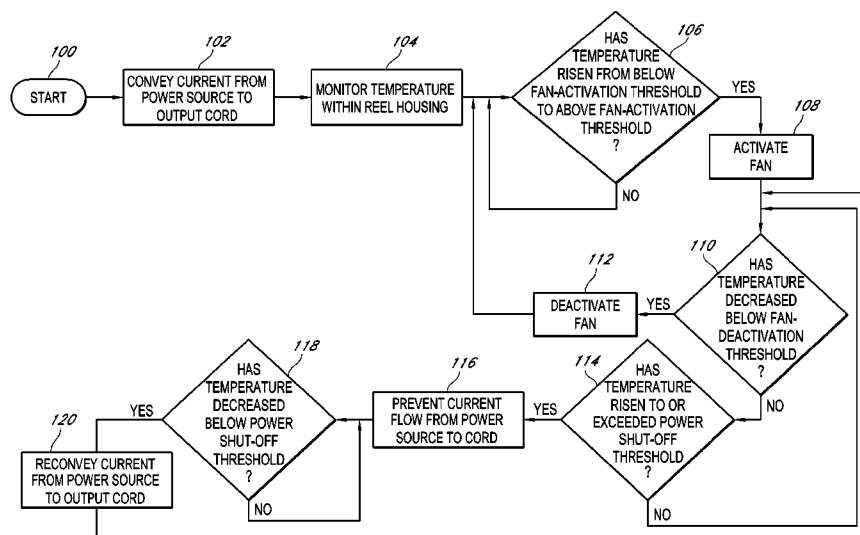 100
START
102
CONVEY CURRENT FROM
POWER SOURCE TO
OUTPUT CORD
104
MONITOR TEMPERATURE
WITHIN REEL HOUSING
106
HAS
TEMPERATURE
RISEN FROM BELOW
FAN-ACTIVATION THRESHOLD
TO ABOVE FAN-ACTIVATION
THRESHOLD
?
YES
NO
108
ACTIVATE
FAN
110
HAS
TEMPERATURE
DECREASED
BELOW FAN-
DEACTIVATION
THRESHOLD
?
YES
NO
112
DEACTIVATE
FAN
114
HAS
TEMPERATURE
RISEN TO OR
EXCEEDED POWER
SHUT-OFF
THRESHOLD
?
YES
NO
116
PREVENT CURRENT
FLOW FROM POWER
SOURCE TO CORD
118
HAS
TEMPERATURE
DECREASED
BELOW POWER
SHUT-OFF
THRESHOLD
?
YES
NO
120
RECONVEY CURRENT
FROM POWER SOURCE
TO OUTPUT CORD